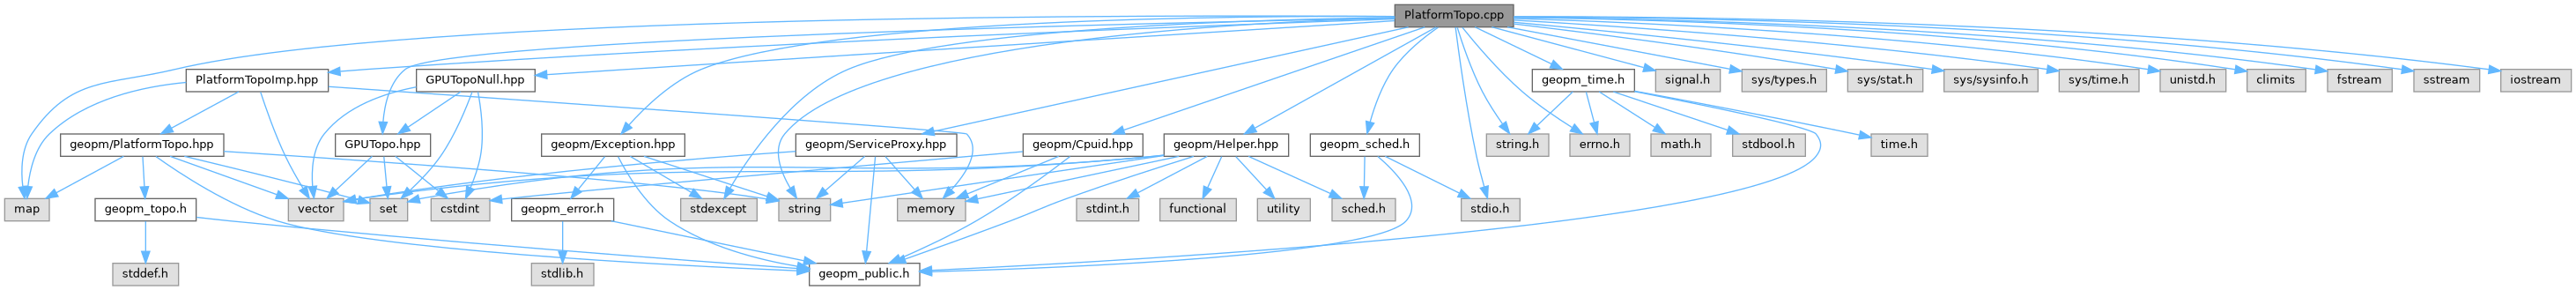 PlatformTopo.cpp
PlatformTopoImp.hpp
GPUTopoNull.hpp
geopm_time.h
signal.h
sys/types.h
sys/stat.h
sys/sysinfo.h
sys/time.h
unistd.h
climits
fstream
sstream
iostream
geopm/PlatformTopo.hpp
GPUTopo.hpp
geopm/Exception.hpp
geopm/ServiceProxy.hpp
geopm/Cpuid.hpp
geopm/Helper.hpp
geopm_sched.h
string.h
errno.h
math.h
stdbool.h
time.h
map
geopm_topo.h
vector
set
cstdint
geopm_error.h
stdexcept
string
memory
stdint.h
functional
utility
sched.h
stdio.h
stddef.h
stdlib.h
geopm_public.h